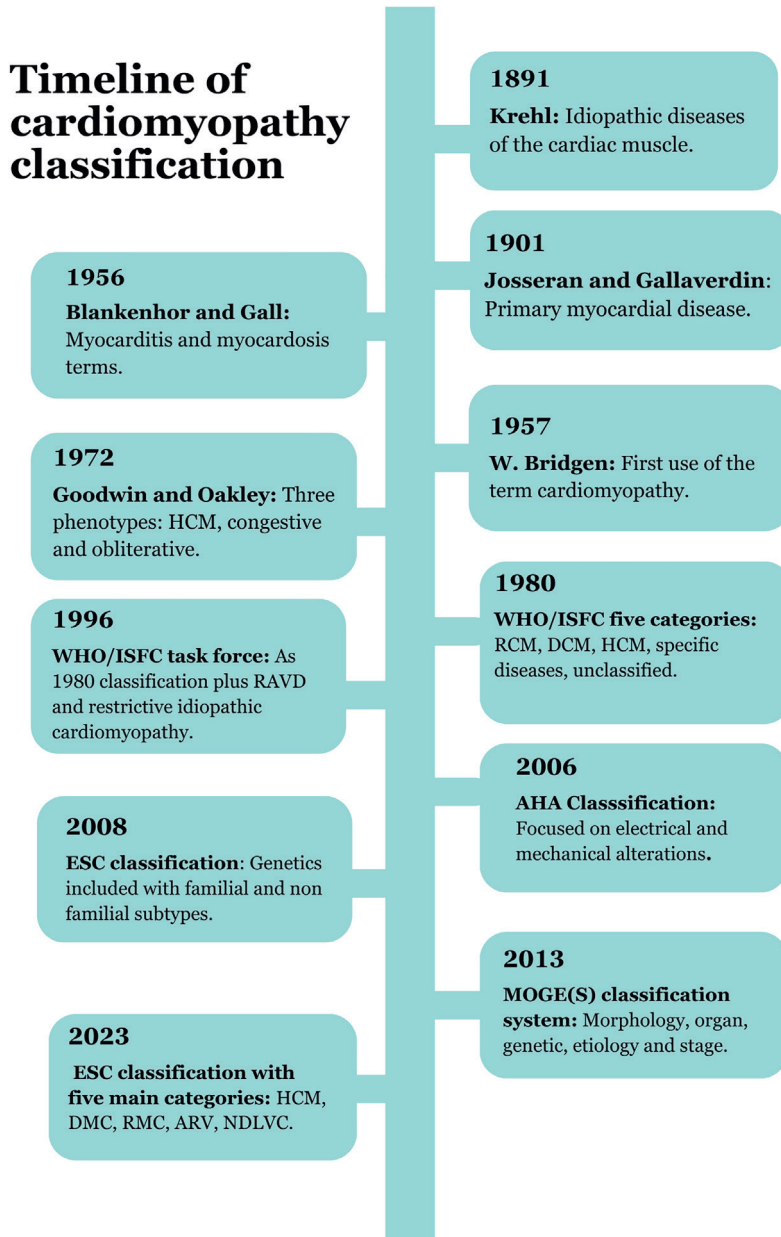 Timeline of
cardiomyopathy
classification
1891
Krehl: Idiopathic diseases
of the cardiac muscle.
1901
Josseran and Gallaverdin:
Primary myocardial disease.
1956
Blankenhor and Gall:
Myocarditis and myocardosis
terms.
1957
W. Bridgen: First use of the
term cardiomyopathy.
1972
Goodwin and Oakley: Three
phenotypes: HCM, congestive
and obliterative.
1980
WHO/ISFC five categories:
RCM, DCM, HCM, specific
diseases, unclassified.
1996
WHO/ISFC task force: As
1980 classification plus RAVD
and restrictive idiopathic
cardiomyopathy.
2006
AHA Classsification:
Focused on electrical and
mechanical alterations.
2008
ESC classification: Genetics
included with familial and non
familial subtypes.
2013
MOGE(S) classification
system: Morphology, organ,
genetic, etiology and stage.
2023
ESC classification with
five main categories: HCM,
DMC, RMC, ARV, NDLVC.